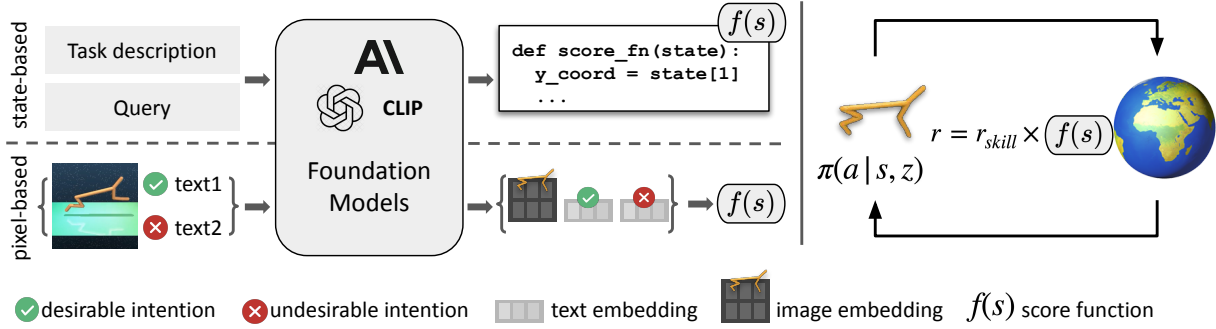 state-based
Task description
Query
AI
CLIP
Foundation
Models
f(s)
def score_fn(state):
y_coord = state[1]
...
pixel-based
text1
text2
f(s)
r = r_skill × f(s)
π(a | s, z)
desirable intention
undesirable intention
text embedding
image embedding
f(s) score function